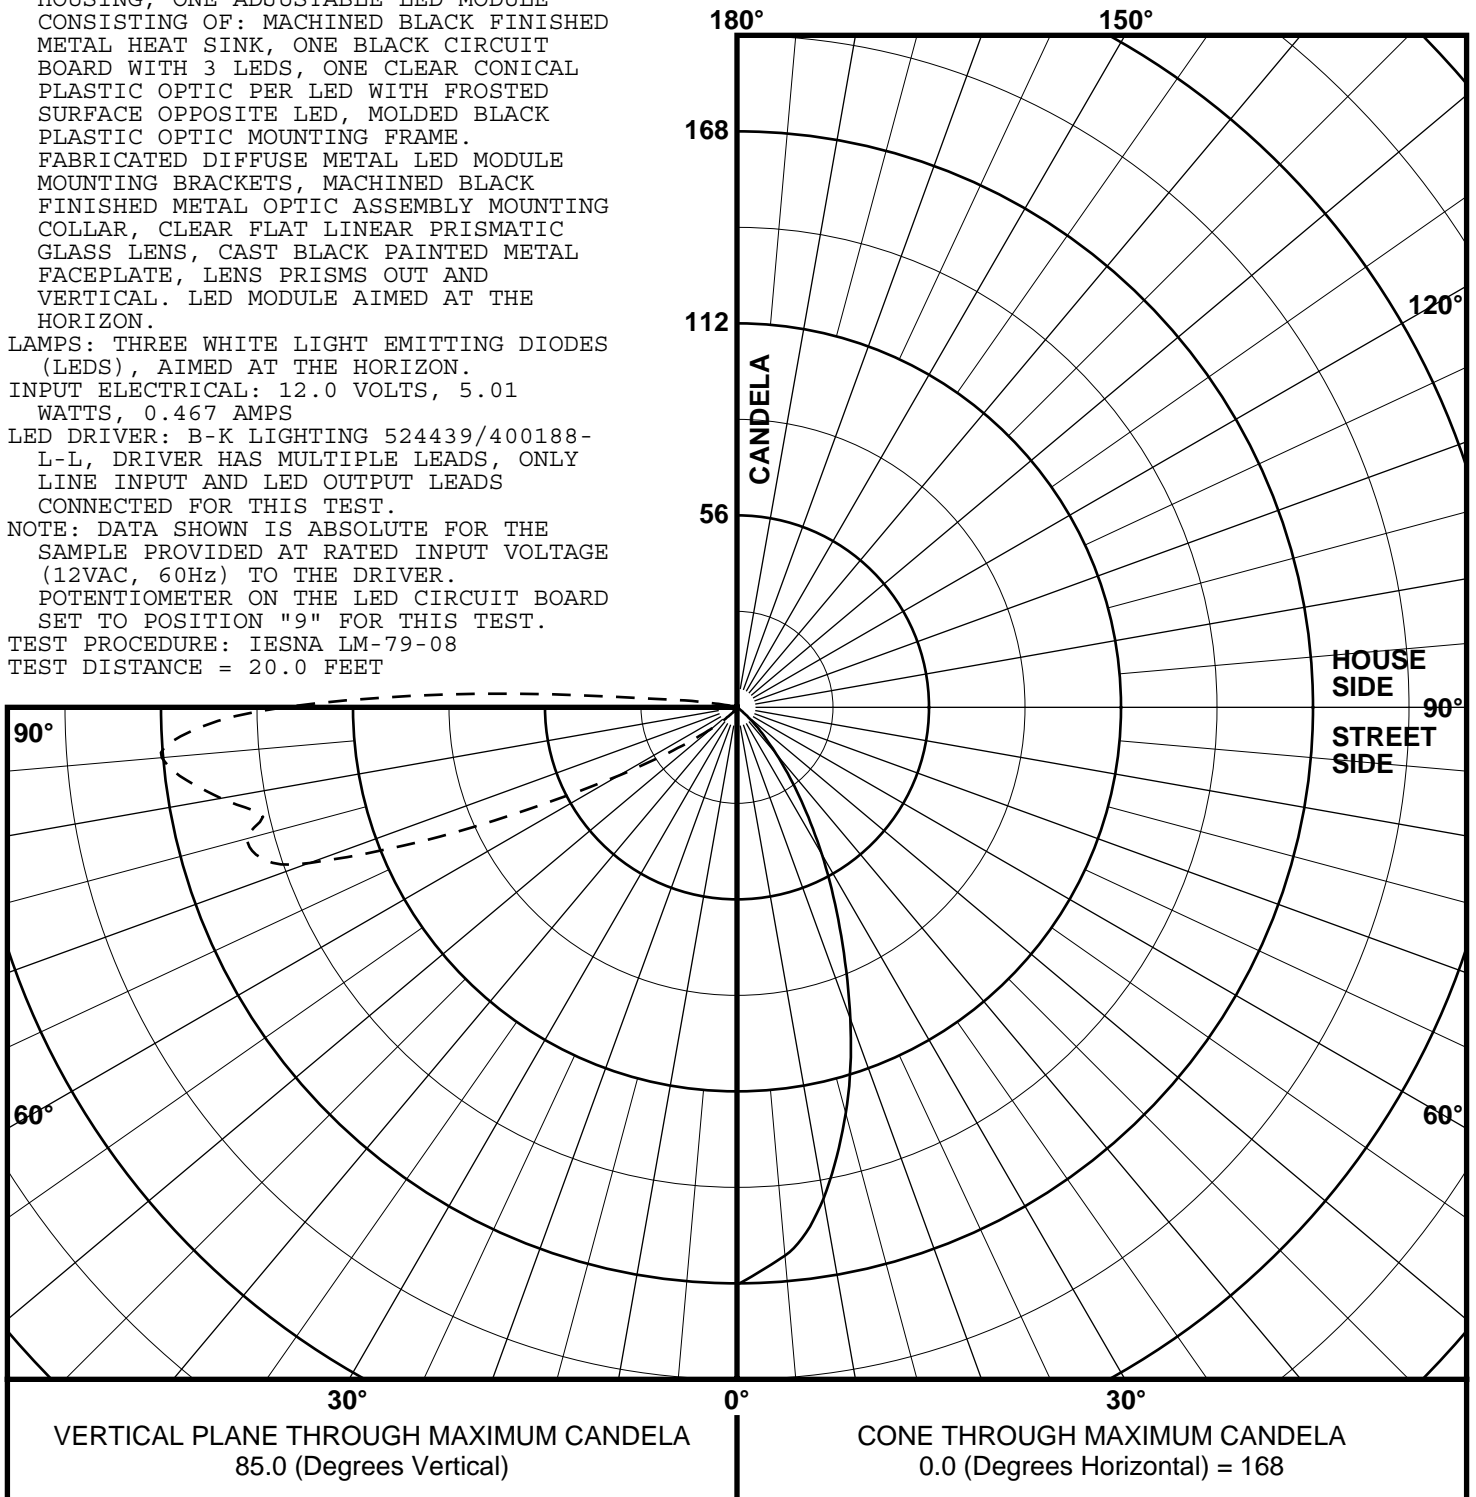 HOUSING, ONE ADJUSTABLE LED MODULE
CONSISTING OF: MACHINED BLACK FINISHED
METAL HEAT SINK, ONE BLACK CIRCUIT
BOARD WITH 3 LEDS, ONE CLEAR CONICAL
PLASTIC OPTIC PER LED WITH FROSTED
SURFACE OPPOSITE LED, MOLDED BLACK
PLASTIC OPTIC MOUNTING FRAME.
FABRICATED DIFFUSE METAL LED MODULE
MOUNTING BRACKETS, MACHINED BLACK
FINISHED METAL OPTIC ASSEMBLY MOUNTING
COLLAR, CLEAR FLAT LINEAR PRISMATIC
GLASS LENS, CAST BLACK PAINTED METAL
FACEPLATE, LENS PRISMS OUT AND
VERTICAL. LED MODULE AIMED AT THE
HORIZON.
LAMPS: THREE WHITE LIGHT EMITTING DIODES
(LEDS), AIMED AT THE HORIZON.
INPUT ELECTRICAL: 12.0 VOLTS, 5.01
WATTS, 0.467 AMPS
LED DRIVER: B-K LIGHTING 524439/400188-
L-L, DRIVER HAS MULTIPLE LEADS, ONLY
LINE INPUT AND LED OUTPUT LEADS
CONNECTED FOR THIS TEST.
NOTE: DATA SHOWN IS ABSOLUTE FOR THE
SAMPLE PROVIDED AT RATED INPUT VOLTAGE
(12VAC, 60Hz) TO THE DRIVER.
POTENTIOMETER ON THE LED CIRCUIT BOARD
SET TO POSITION "9" FOR THIS TEST.
TEST PROCEDURE: IESNA LM-79-08
TEST DISTANCE = 20.0 FEET
180°
150°
168
120°
112
CANDELA
56
HOUSE
SIDE
90°
STREET
SIDE
90°
60°
60°
30°
0°
30°
VERTICAL PLANE THROUGH MAXIMUM CANDELA
85.0 (Degrees Vertical)
CONE THROUGH MAXIMUM CANDELA
0.0 (Degrees Horizontal) = 168